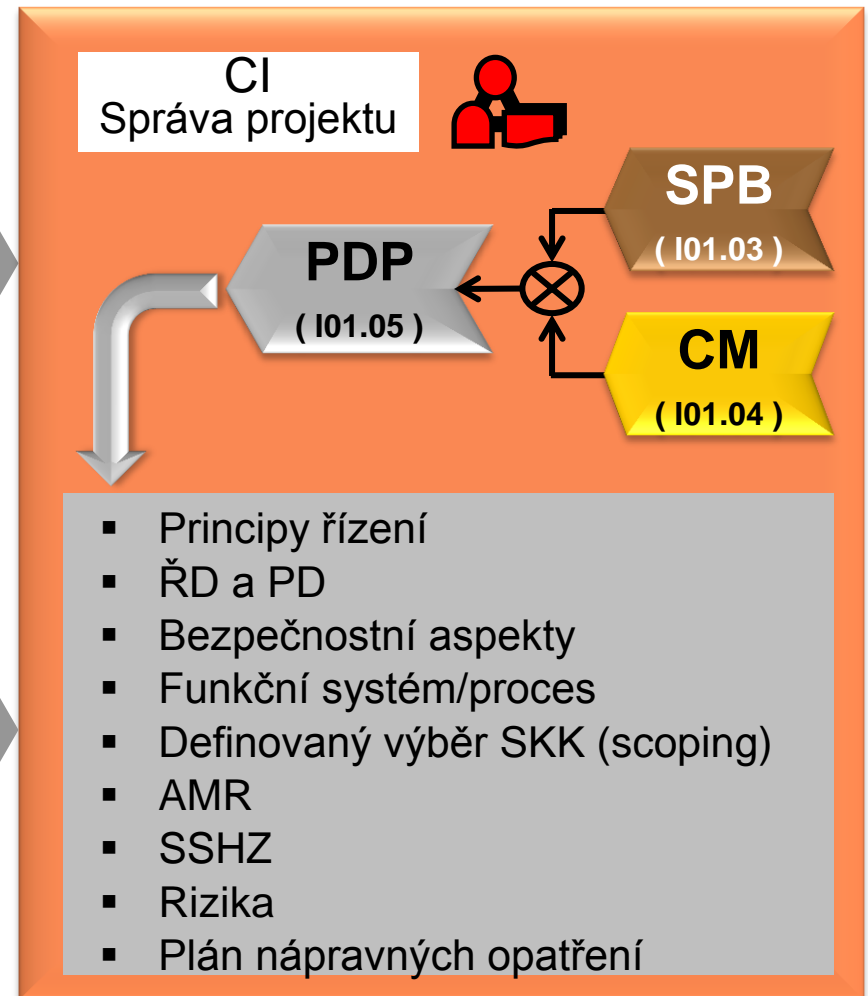 CI
Správa projektu
SPB
( I01.03 )
PDP
( I01.05 )
CM
( I01.04 )
▪ Principy řízení
▪ ŘD a PD
▪ Bezpečnostní aspekty
▪ Funkční systém/proces
▪ Definovaný výběr SKK (scoping)
▪ AMR
▪ SSHZ
▪ Rizika
▪ Plán nápravných opatření